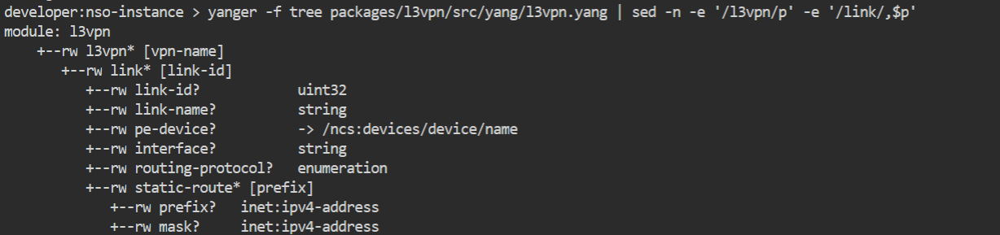 developer:nso-instance > yanger -f tree packages/l3vpn/src/yang/l3vpn.yang | sed -n -e '/l3vpn/p' -e '/link/,$p'
module: l3vpn
    +--rw l3vpn* [vpn-name]
       +--rw link* [link-id]
          +--rw link-id?            uint32
          +--rw link-name?          string
          +--rw pe-device?          -> /ncs:devices/device/name
          +--rw interface?          string
          +--rw routing-protocol?   enumeration
          +--rw static-route* [prefix]
             +--rw prefix?   inet:ipv4-address
             +--rw mask?     inet:ipv4-address